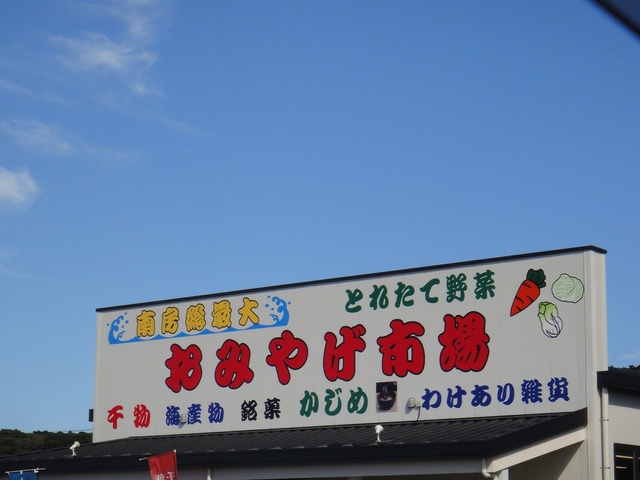 南房総最大
とれたて野菜
おみやげ市場
干物 海産物 銘菓 かじめ わけあり雑貨